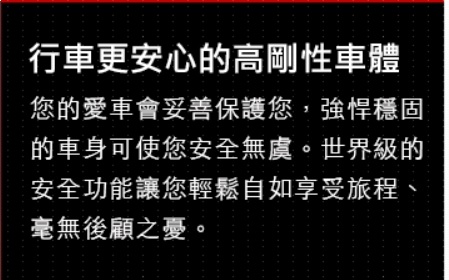 行車更安心的高剛性車體
您的愛車會妥善保護您，強悍穩固
的車身可使您安全無虞。世界級的
安全功能讓您輕鬆自如享受旅程、
毫無後顧之憂。